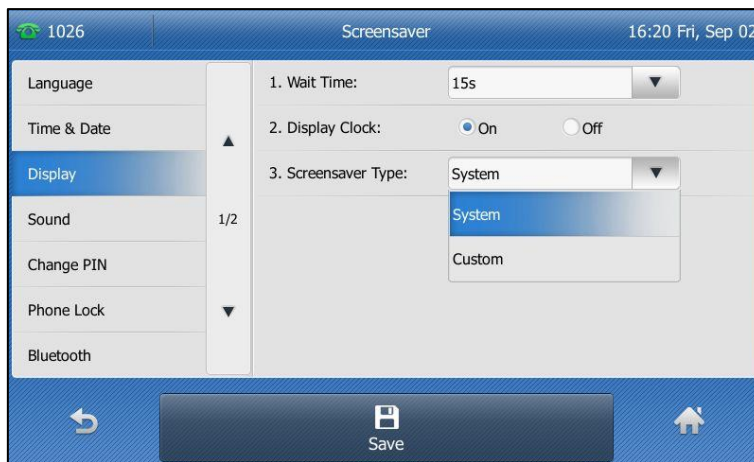 1026 Screensaver 16:20 Fri, Sep 02
Language
Time & Date
Display
Sound
Change PIN
Phone Lock
Bluetooth
1/2
1. Wait Time: 15s
2. Display Clock: On Off
3. Screensaver Type: System
System
Custom
Save